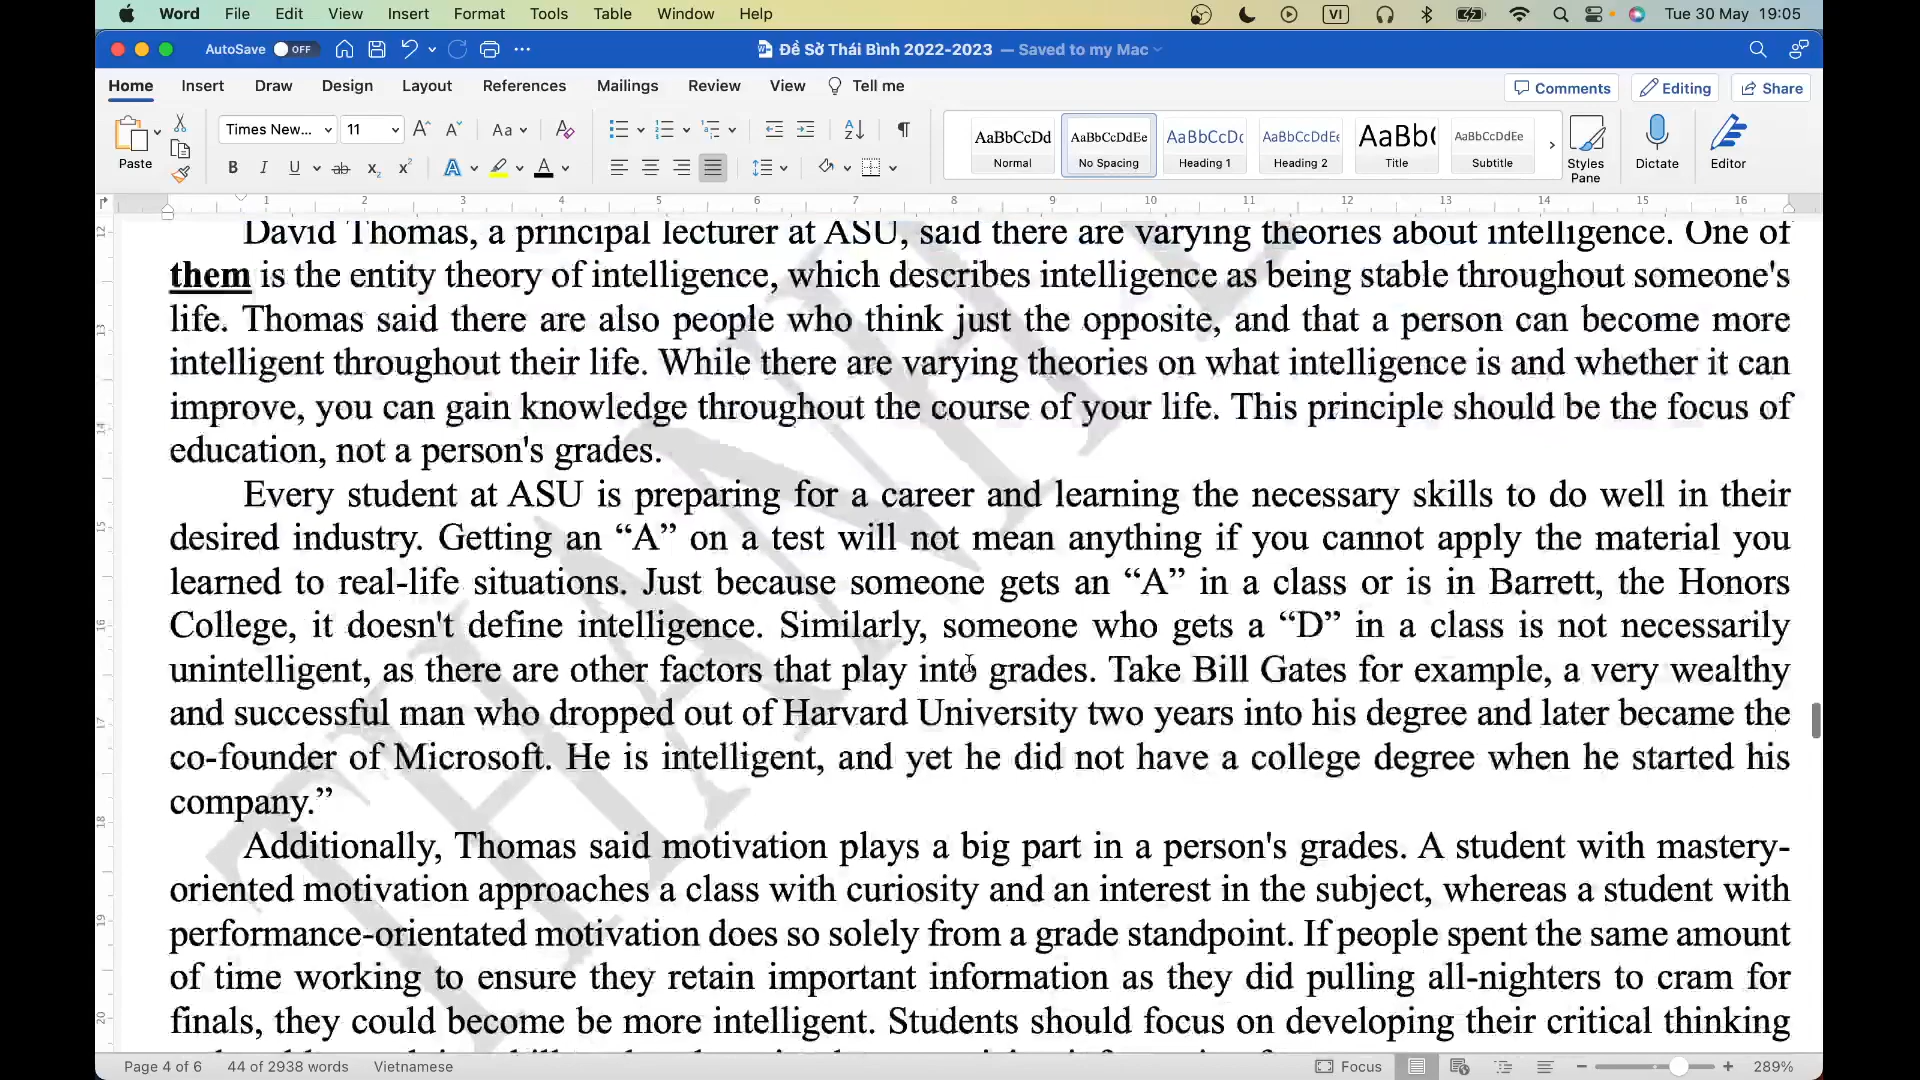 Word File Edit View Insert Format Tools Table Window Help VI Tue 30 May 19:05
AutoSave OFF Đề Sở Thái Bình 2022-2023 — Saved to my Mac
Home Insert Draw Design Layout References Mailings Review View Tell me Comments Editing Share
Paste Times New... 11 Aa AaBbCcDd Normal AaBbCcDdEe No Spacing AaBbCcDc Heading 1 AaBbCcDdEe Heading 2 AaBb( Title AaBbCcDdEe Subtitle Styles Pane Dictate Editor
1 2 3 4 5 6 7 8 9 10 11 12 13 14 15 16
David Thomas, a principal lecturer at ASU, said there are varying theories about intelligence. One of
them is the entity theory of intelligence, which describes intelligence as being stable throughout someone's
life. Thomas said there are also people who think just the opposite, and that a person can become more
intelligent throughout their life. While there are varying theories on what intelligence is and whether it can
improve, you can gain knowledge throughout the course of your life. This principle should be the focus of
education, not a person's grades.
Every student at ASU is preparing for a career and learning the necessary skills to do well in their
desired industry. Getting an “A” on a test will not mean anything if you cannot apply the material you
learned to real-life situations. Just because someone gets an “A” in a class or is in Barrett, the Honors
College, it doesn't define intelligence. Similarly, someone who gets a “D” in a class is not necessarily
unintelligent, as there are other factors that play into grades. Take Bill Gates for example, a very wealthy
and successful man who dropped out of Harvard University two years into his degree and later became the
co-founder of Microsoft. He is intelligent, and yet he did not have a college degree when he started his
company.”
Additionally, Thomas said motivation plays a big part in a person's grades. A student with mastery-
oriented motivation approaches a class with curiosity and an interest in the subject, whereas a student with
performance-orientated motivation does so solely from a grade standpoint. If people spent the same amount
of time working to ensure they retain important information as they did pulling all-nighters to cram for
finals, they could become be more intelligent. Students should focus on developing their critical thinking
Page 4 of 6 44 of 2938 words Vietnamese Focus 289%